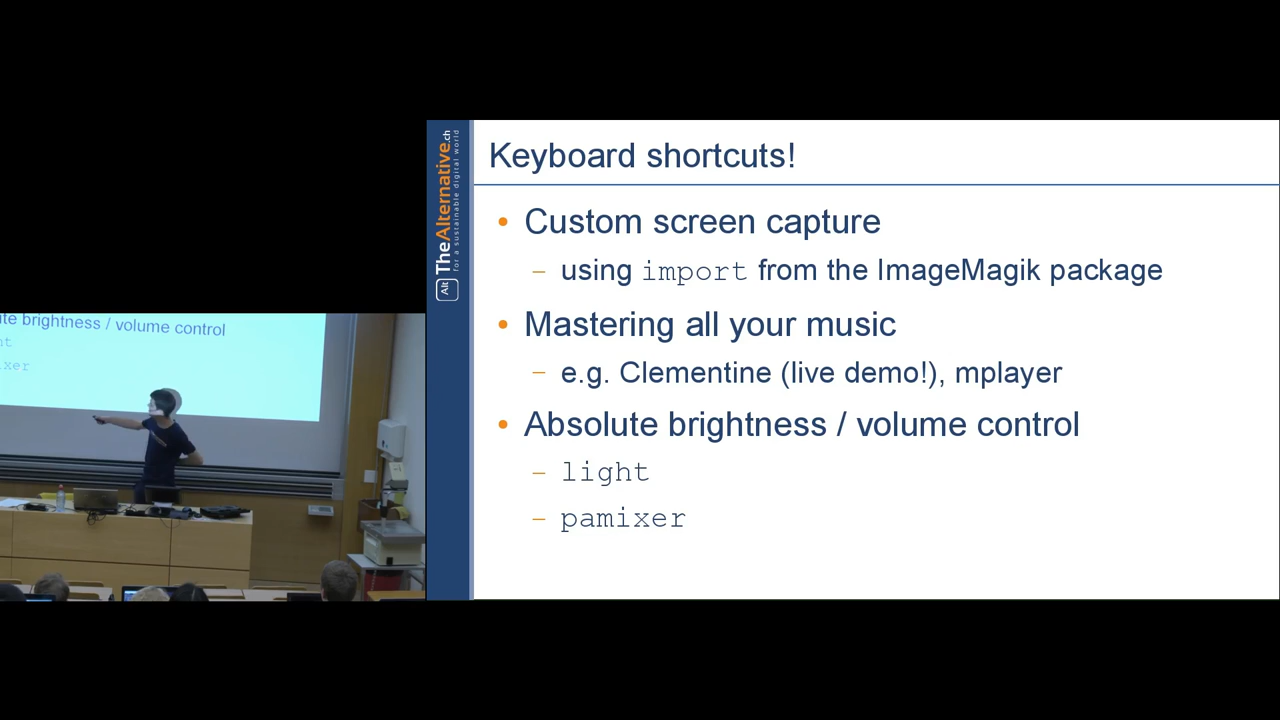 Keyboard shortcuts!
Custom screen capture
using import from the ImageMagik package
Mastering all your music
e.g. Clementine (live demo!), mplayer
Absolute brightness / volume control
light
pamixer
Alt TheAlternative.ch
for a sustainable digital world
brightness / volume control